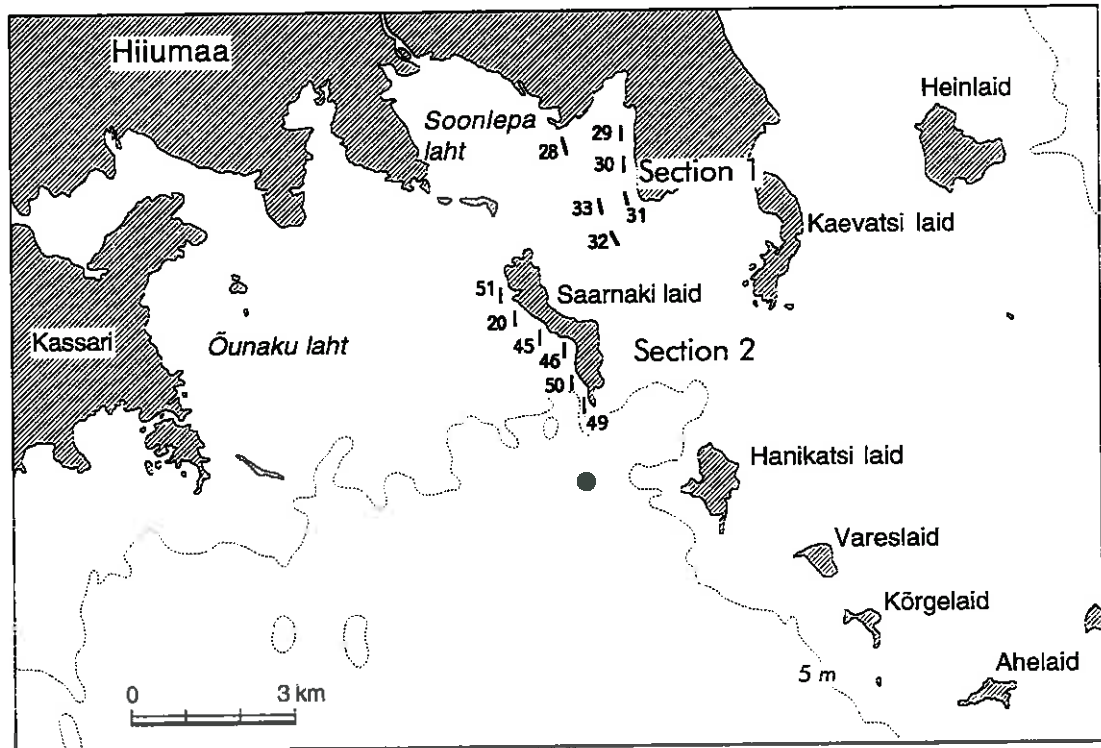 Hiiumaa
Heinlaid
Soonlepa
laht
29
28
30
Section 1
33
31
Kaevatsi laid
32
51
Saarnaki laid
20
Kassari
Õunaku laht
45
46
Section 2
50
49
Hanikatsi laid
Vareslaid
Kõrgelaid
5 m
Ahelaid
0
3 km